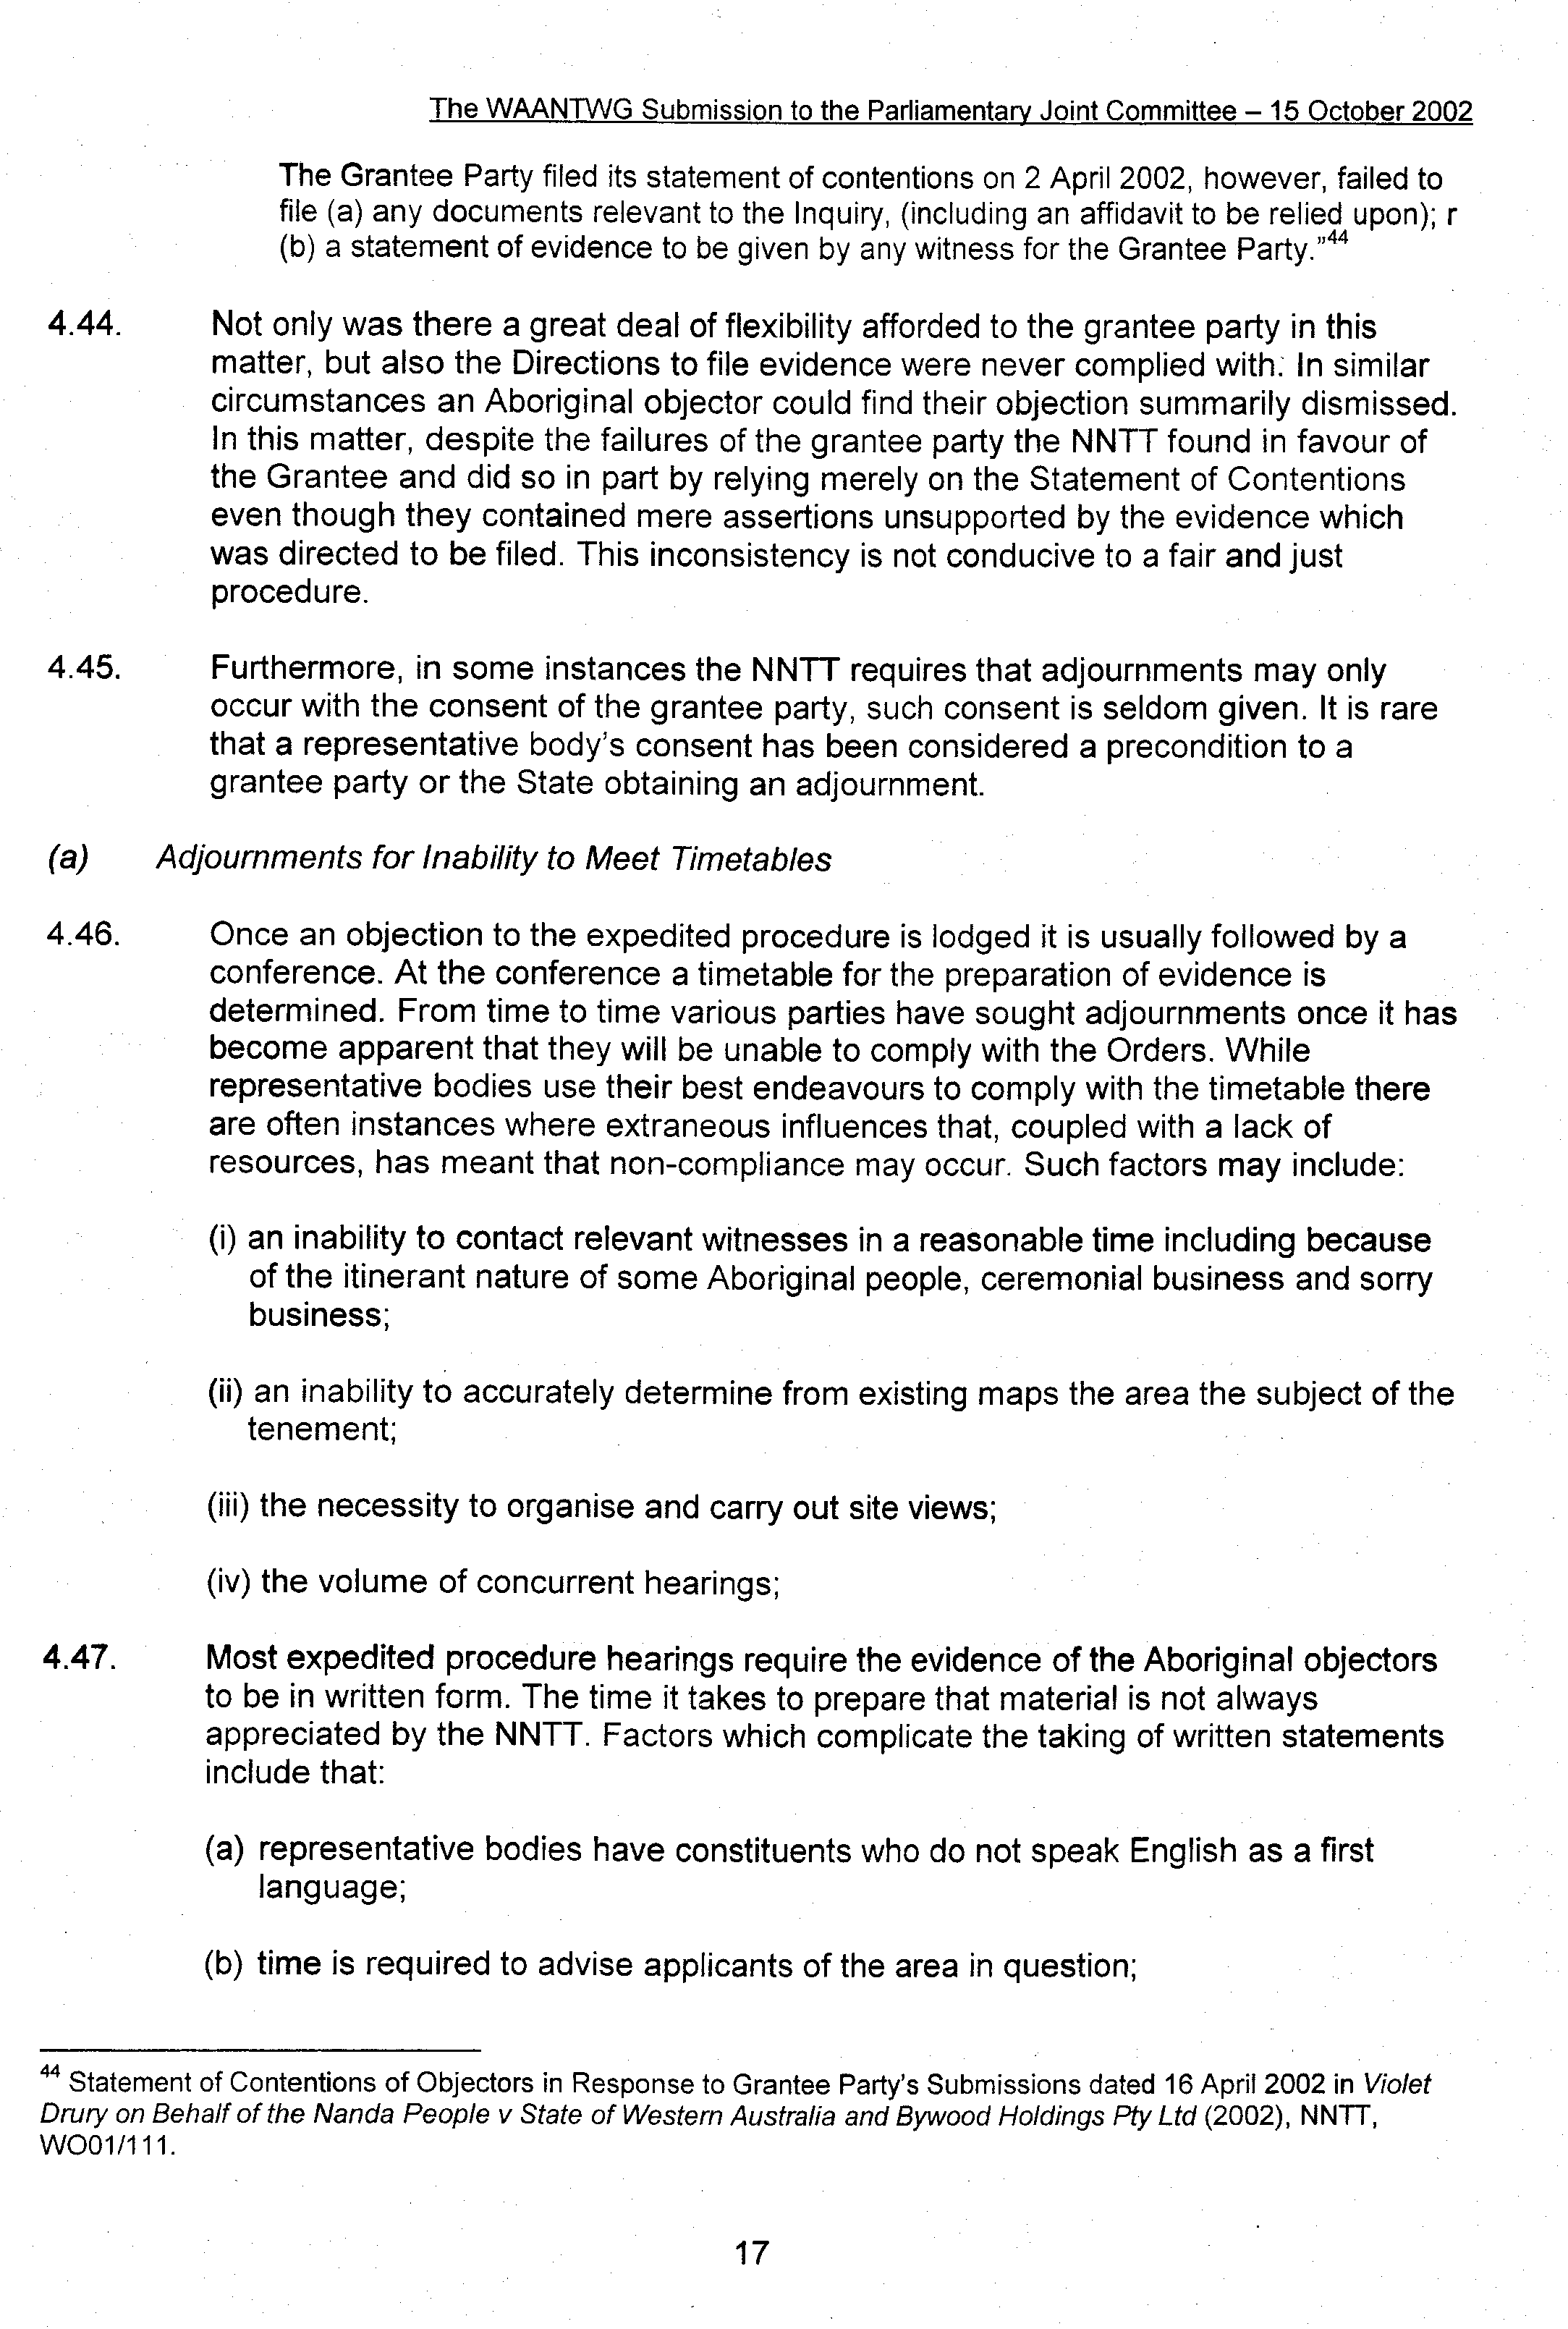 The WAANTWG Submission to the Parliamentary Joint Committee – 15 October 2002
The Grantee Party filed its statement of contentions on 2 April 2002, however, failed to
file (a) any documents relevant to the Inquiry, (including an affidavit to be relied upon); r
(b) a statement of evidence to be given by any witness for the Grantee Party."44
4.44. Not only was there a great deal of flexibility afforded to the grantee party in this
matter, but also the Directions to file evidence were never complied with. In similar
circumstances an Aboriginal objector could find their objection summarily dismissed.
In this matter, despite the failures of the grantee party the NNTT found in favour of
the Grantee and did so in part by relying merely on the Statement of Contentions
even though they contained mere assertions unsupported by the evidence which
was directed to be filed. This inconsistency is not conducive to a fair and just
procedure.
4.45. Furthermore, in some instances the NNTT requires that adjournments may only
occur with the consent of the grantee party, such consent is seldom given. It is rare
that a representative body's consent has been considered a precondition to a
grantee party or the State obtaining an adjournment.
(a) Adjournments for Inability to Meet Timetables
4.46. Once an objection to the expedited procedure is lodged it is usually followed by a
conference. At the conference a timetable for the preparation of evidence is
determined. From time to time various parties have sought adjournments once it has
become apparent that they will be unable to comply with the Orders. While
representative bodies use their best endeavours to comply with the timetable there
are often instances where extraneous influences that, coupled with a lack of
resources, has meant that non-compliance may occur. Such factors may include:
(i) an inability to contact relevant witnesses in a reasonable time including because
of the itinerant nature of some Aboriginal people, ceremonial business and sorry
business;
(ii) an inability to accurately determine from existing maps the area the subject of the
tenement;
(iii) the necessity to organise and carry out site views;
(iv) the volume of concurrent hearings;
4.47. Most expedited procedure hearings require the evidence of the Aboriginal objectors
to be in written form. The time it takes to prepare that material is not always
appreciated by the NNTT. Factors which complicate the taking of written statements
include that:
(a) representative bodies have constituents who do not speak English as a first
language;
(b) time is required to advise applicants of the area in question;
44 Statement of Contentions of Objectors in Response to Grantee Party's Submissions dated 16 April 2002 in Violet
Drury on Behalf of the Nanda People v State of Western Australia and Bywood Holdings Pty Ltd (2002), NNTT,
WO01/111.
17